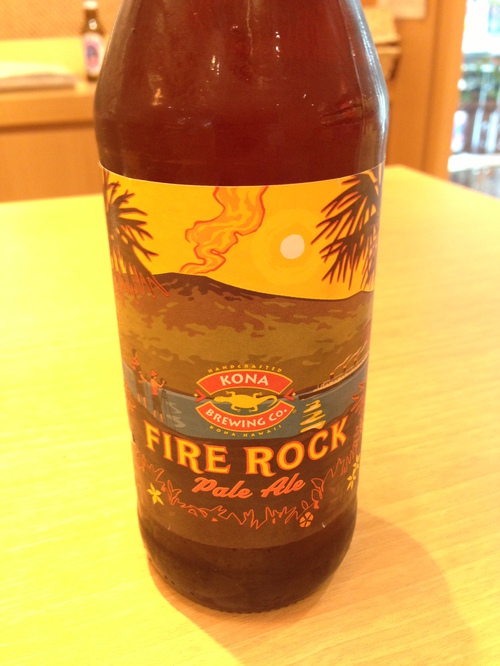 HANDCRAFTED
KONA
BREWING CO.
KONA HAWAII
FIRE ROCK
Pale Ale